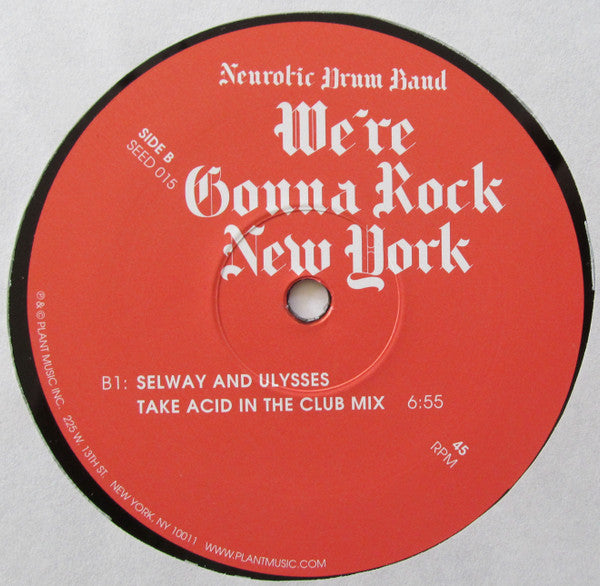 Neurotic Drum Band
We're
Gonna Rock
New York
SIDE B
SEED 015
B1: SELWAY AND ULYSSES
TAKE ACID IN THE CLUB MIX 6:55
45
RPM
℗ & © PLANT MUSIC INC. 225 W. 13TH ST. NEW YORK, NY 10011 WWW.PLANTMUSIC.COM